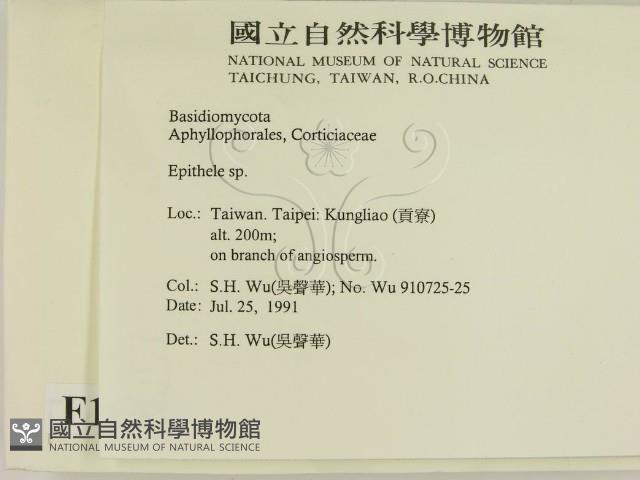 國立自然科學博物館
NATIONAL MUSEUM OF NATURAL SCIENCE
TAICHUNG, TAIWAN, R.O.CHINA
Basidiomycota
Aphyllophorales, Corticiaceae
Epithele sp.
Loc.: Taiwan. Taipei: Kungliao (貢寮)
alt. 200m;
on branch of angiosperm.
Col.: S.H. Wu(吳聲華); No. Wu 910725-25
Date: Jul. 25, 1991
Det.: S.H. Wu(吳聲華)
F1
國立自然科學博物館
NATIONAL MUSEUM OF NATURAL SCIENCE